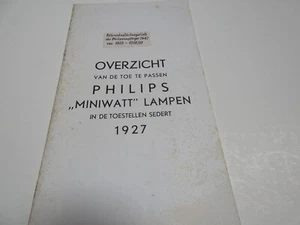 OVERZICHT
VAN DE TOE TE PASSEN
PHILIPS
„MINIWATT" LAMPEN
IN DE TOESTELLEN SEDERT
1927